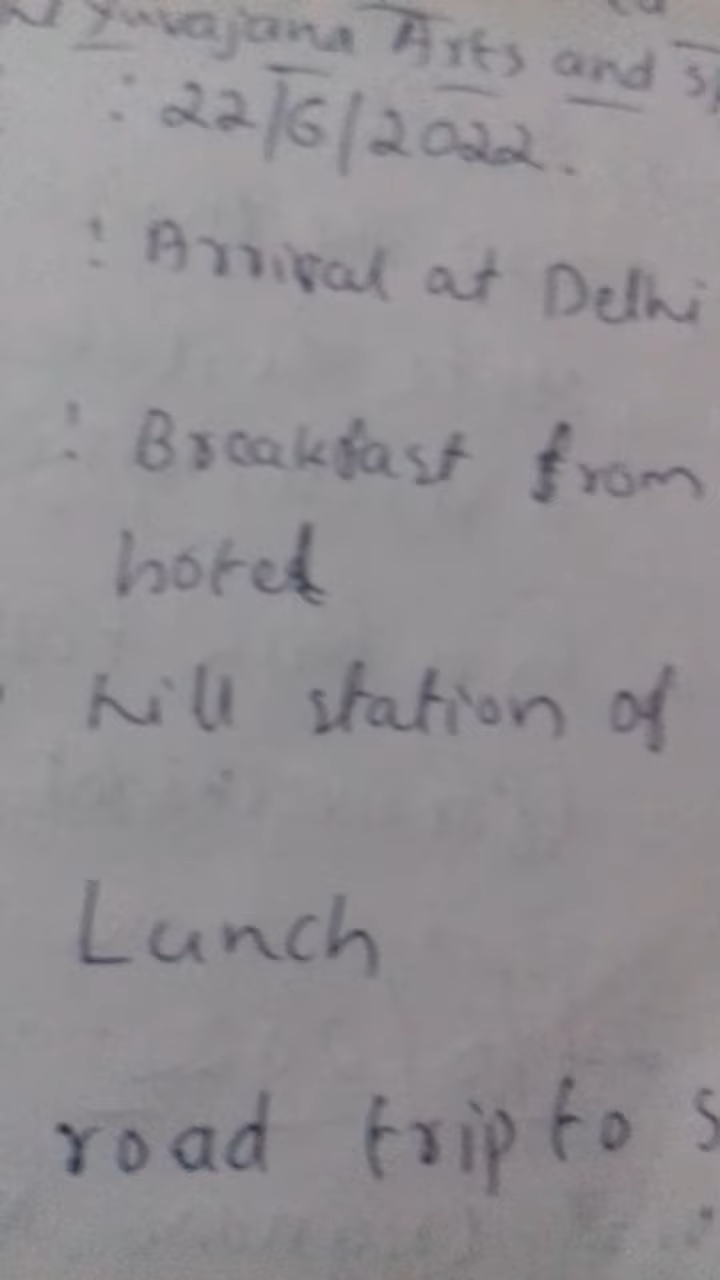 Yuvajana Arts and
: 22/6/2022.
: Arrival at Delhi
: Breakfast from
hotel
hill station of
Lunch
road trip to S